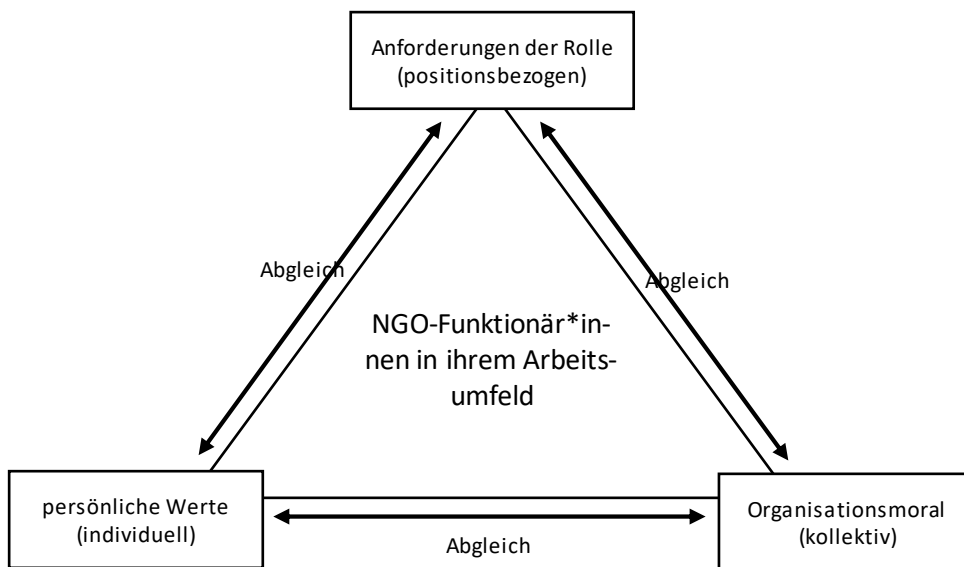 Anforderungen der Rolle
(positionsbezogen)
Abgleich
Abgleich
NGO-Funktionär*in-
nen in ihrem Arbeits-
umfeld
persönliche Werte
(individuell)
Abgleich
Organisationsmoral
(kollektiv)